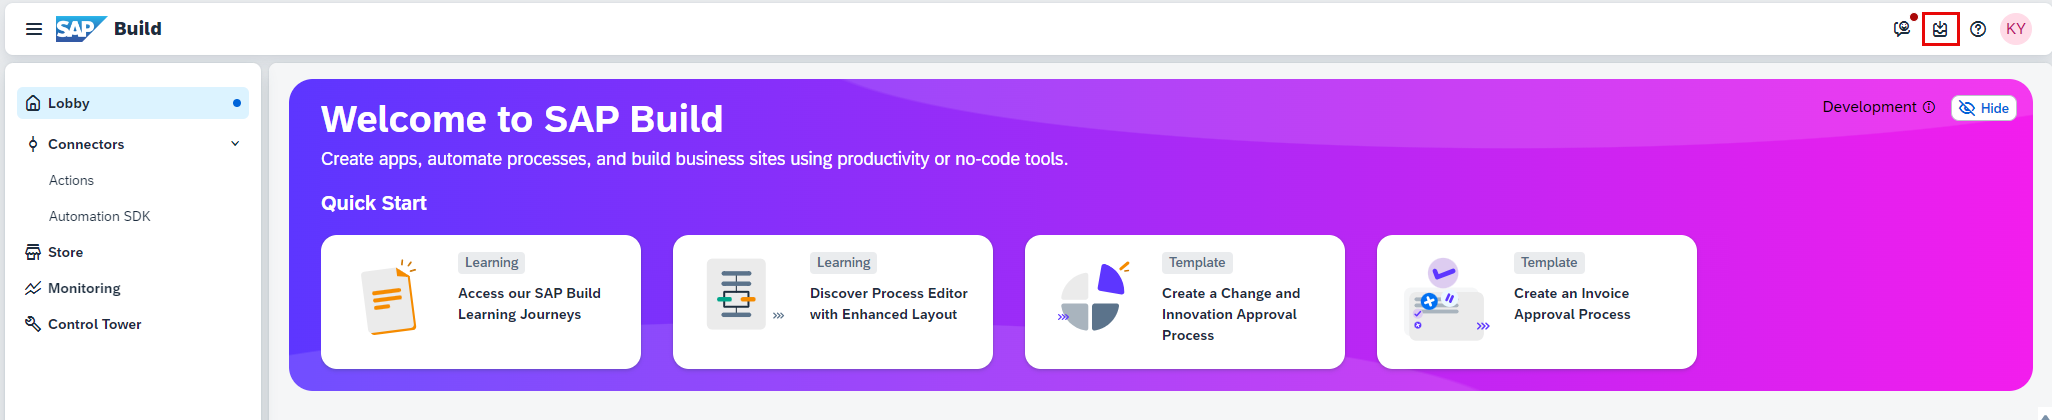 SAP Build
KY
Lobby
Connectors
Actions
Automation SDK
Store
Monitoring
Control Tower
Welcome to SAP Build
Development
Hide
Create apps, automate processes, and build business sites using productivity or no-code tools.
Quick Start
Learning
Access our SAP Build
Learning Journeys
Learning
Discover Process Editor
with Enhanced Layout
Template
Create a Change and
Innovation Approval
Process
Template
Create an Invoice
Approval Process